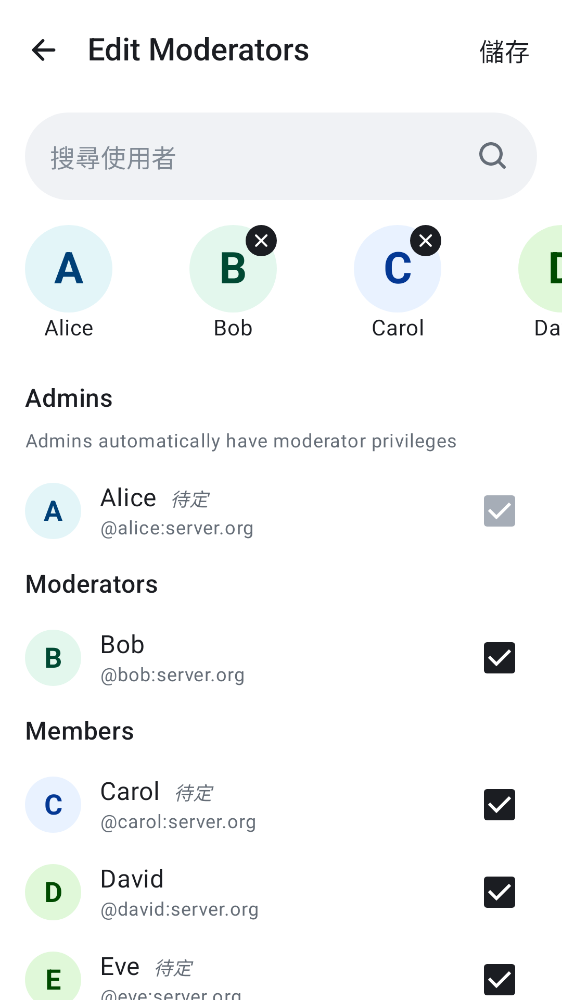 Edit Moderators
儲存
搜尋使用者
A
B
C
D
Alice
Bob
Carol
Da
Admins
Admins automatically have moderator privileges
A
Alice 待定
@alice:server.org
Moderators
B
Bob
@bob:server.org
Members
C
Carol 待定
@carol:server.org
D
David
@david:server.org
E
Eve 待定
@eve:server.org